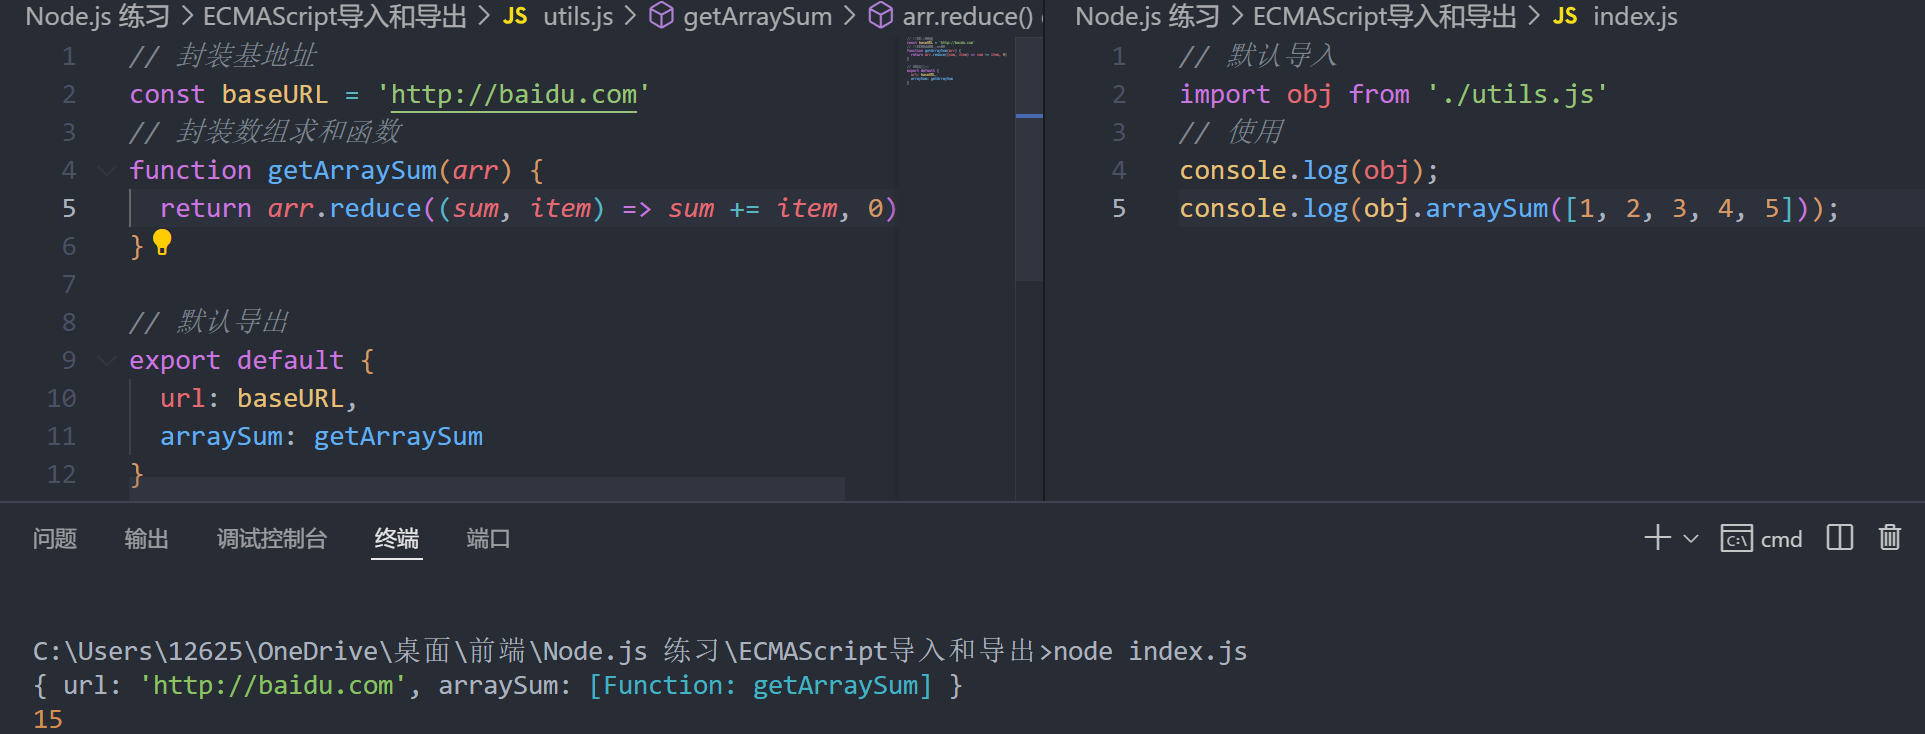 Node.js 练习 > ECMAScript导入和导出 > JS utils.js > getArraySum > arr.reduce()
1 // 封装基地址
2 const baseURL = 'http://baidu.com'
3 // 封装数组求和函数
4 function getArraySum(arr) {
5 return arr.reduce((sum, item) => sum += item, 0)
6 }
7
8 // 默认导出
9 export default {
10 url: baseURL,
11 arraySum: getArraySum
12 }
Node.js 练习 > ECMAScript导入和导出 > JS index.js
1 // 默认导入
2 import obj from './utils.js'
3 // 使用
4 console.log(obj);
5 console.log(obj.arraySum([1, 2, 3, 4, 5]));
问题 输出 调试控制台 终端 端口 cmd
C:\Users\12625\OneDrive\桌面\前端\Node.js 练习\ECMAScript导入和导出>node index.js
{ url: 'http://baidu.com', arraySum: [Function: getArraySum] }
15